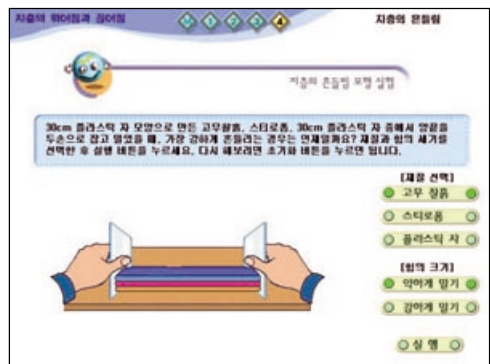 지층의 휘어짐과 끊어짐
1 2 3 4
지층의 흔들림
지층의 흔들림 모형 실험
30cm 플라스틱 자 모양으로 만든 고무찰흙, 스티로폼, 30cm 플라스틱 자 중에서 양끝을
두손으로 잡고 밀었을 때, 가장 강하게 흔들리는 경우는 언제일까요? 재질과 힘의 세기를
선택한 후 실행 버튼을 누르세요. 다시 해보려면 초기화 버튼을 누르면 됩니다.
[재질 선택]
고무 찰흙
스티로폼
플라스틱 자
[힘의 크기]
약하게 밀기
강하게 밀기
실 행